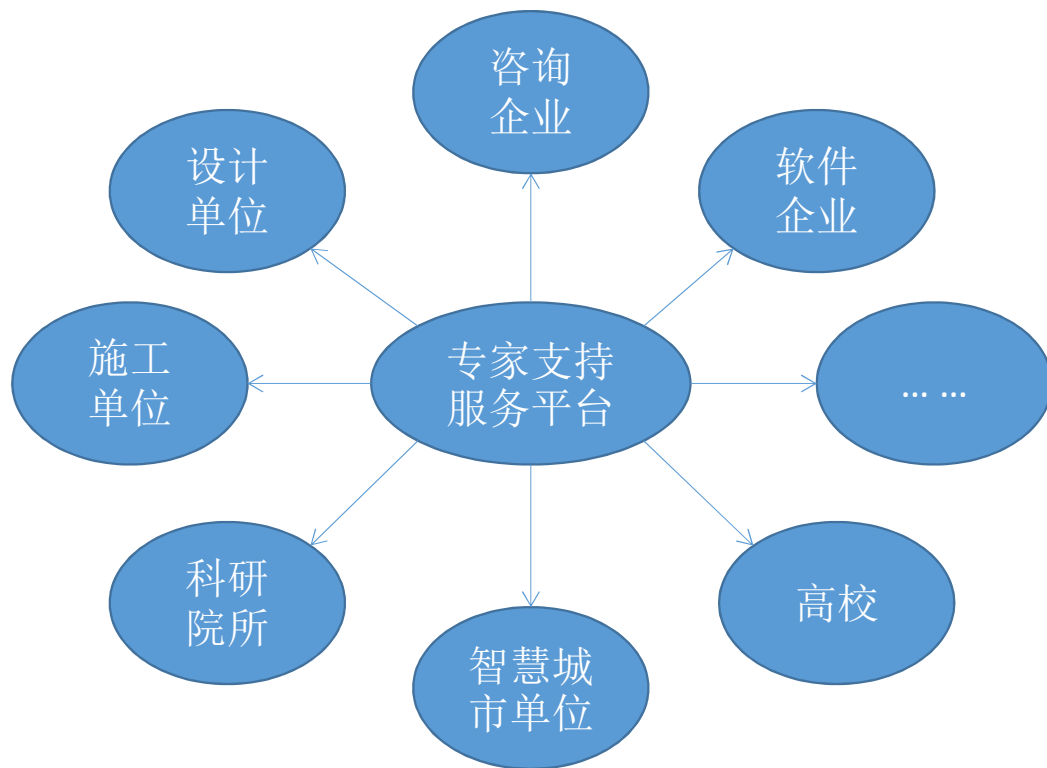 咨询
企业
设计
单位
软件
企业
施工
单位
专家支持
服务平台
... ...
科研
院所
高校
智慧城
市单位